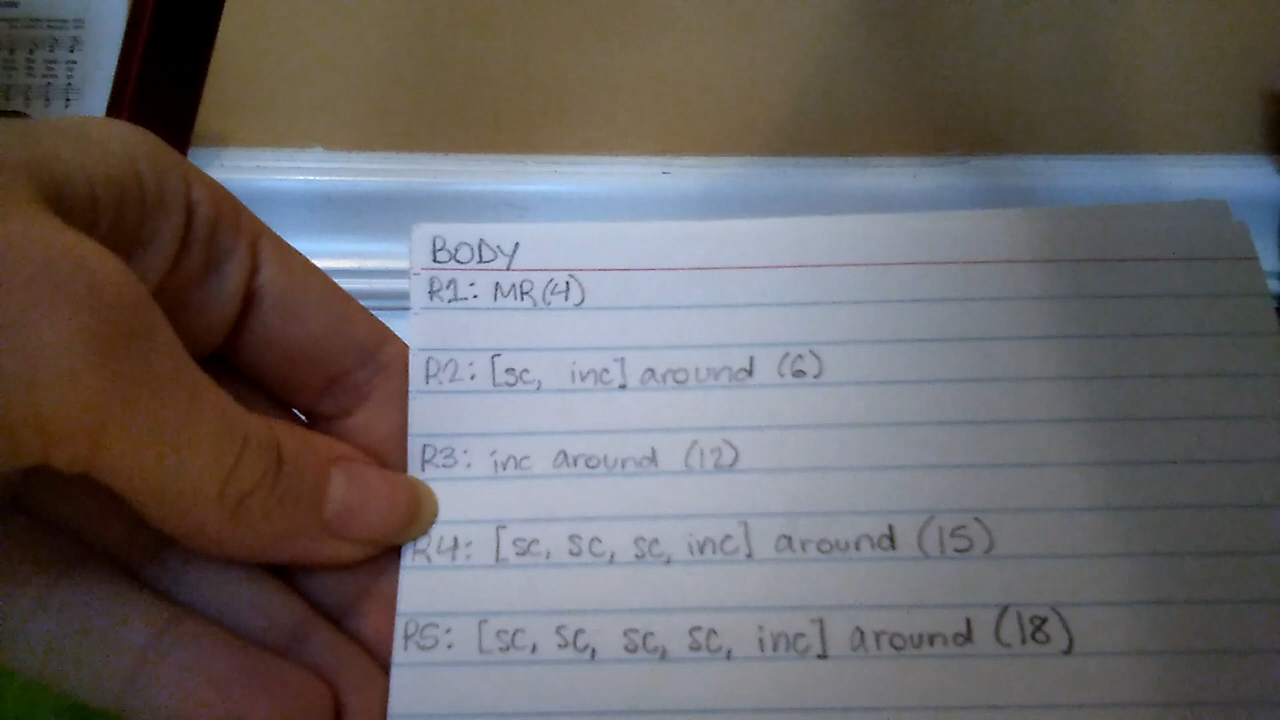 BODY
R1: MR(4)
R2: [sc, inc] around (6)
R3: inc around (12)
R4: [sc, sc, sc, inc] around (15)
R5: [sc, sc, sc, sc, inc] around (18)